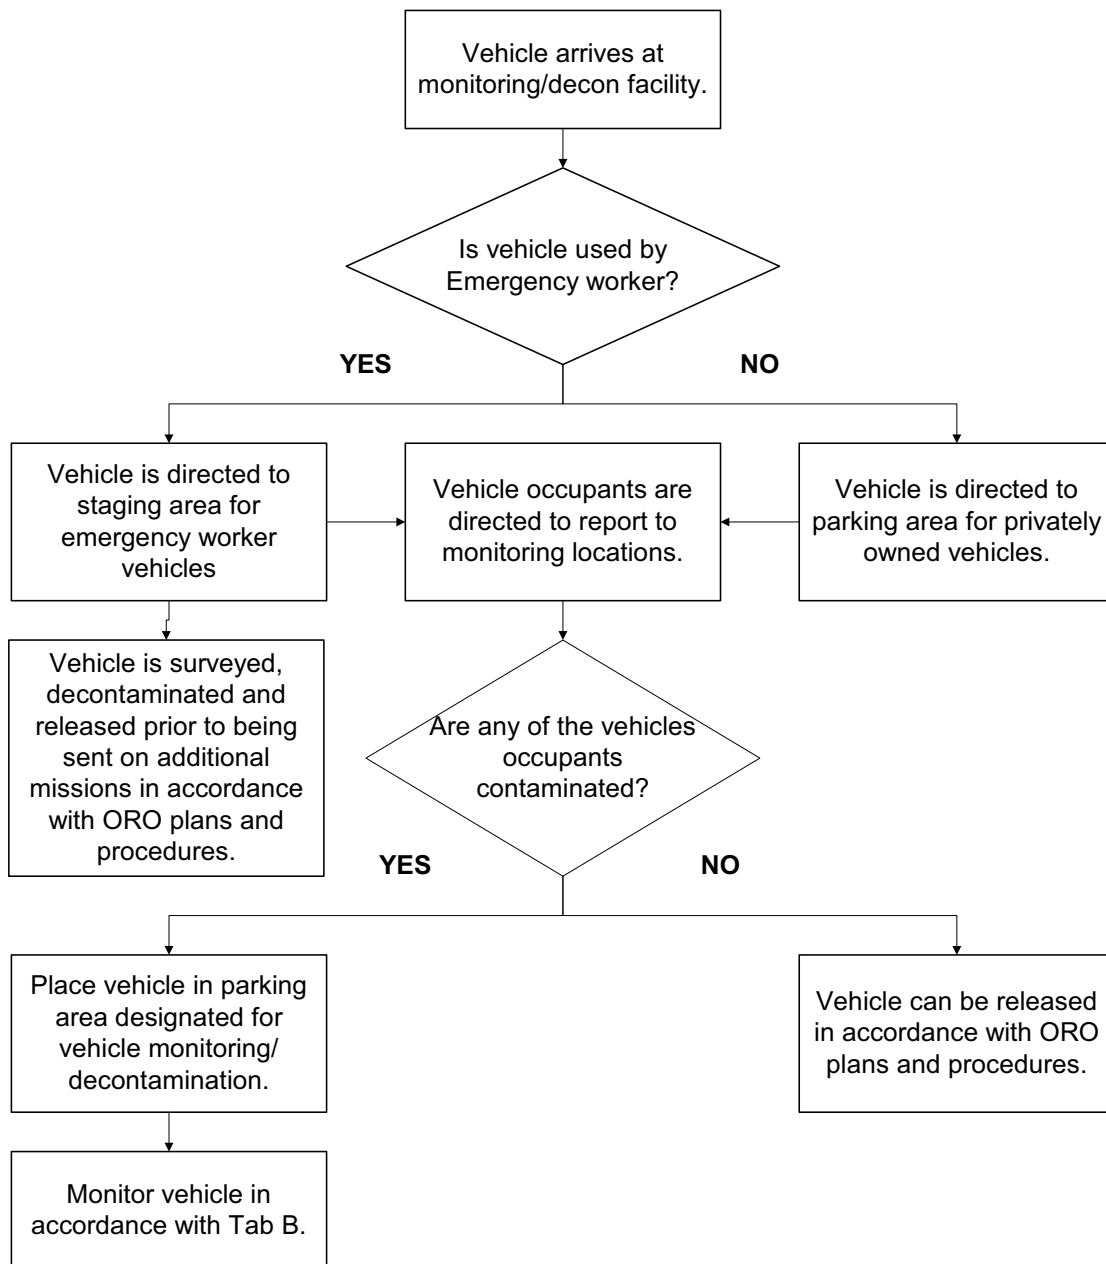 Vehicle arrives at
monitoring/decon facility.
Is vehicle used by
Emergency worker?
YES
NO
Vehicle is directed to
staging area for
emergency worker
vehicles
Vehicle occupants are
directed to report to
monitoring locations.
Vehicle is directed to
parking area for privately
owned vehicles.
Vehicle is surveyed,
decontaminated and
released prior to being
sent on additional
missions in accordance
with ORO plans and
procedures.
Are any of the vehicles
occupants
contaminated?
YES
NO
Place vehicle in parking
area designated for
vehicle monitoring/
decontamination.
Vehicle can be released
in accordance with ORO
plans and procedures.
Monitor vehicle in
accordance with Tab B.